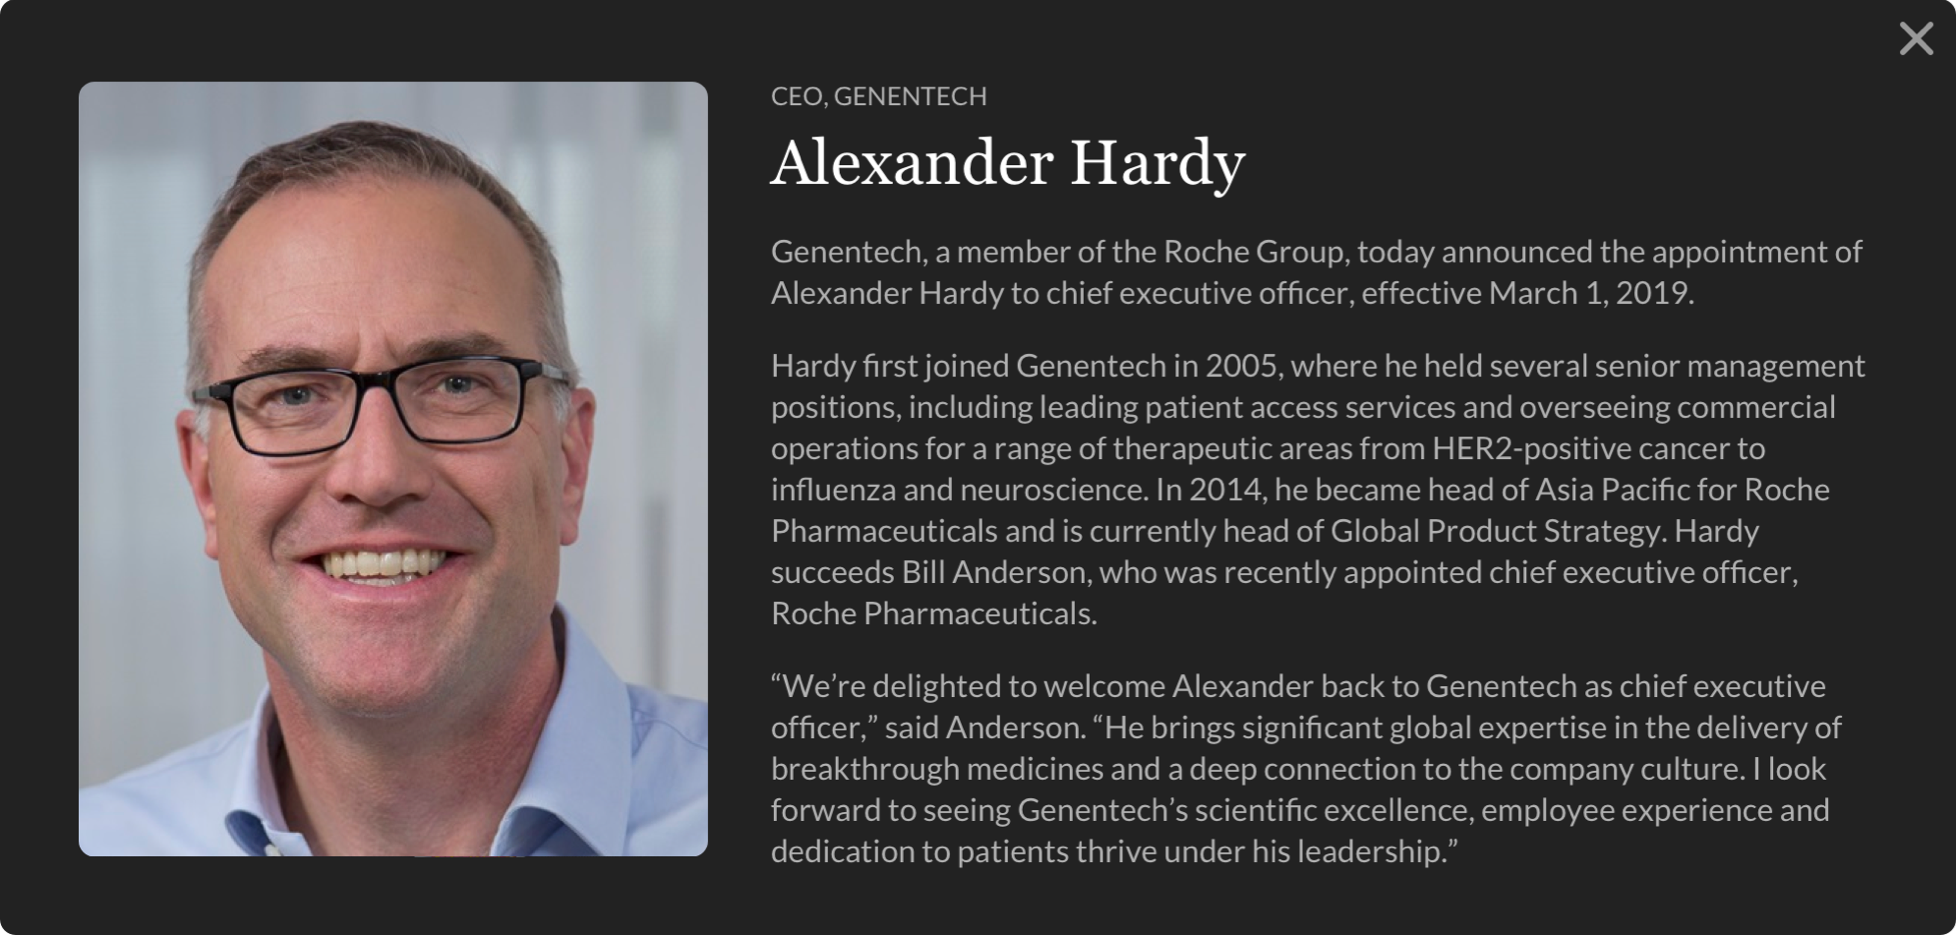 CEO, GENENTECH
Alexander Hardy
Genentech, a member of the Roche Group, today announced the appointment of
Alexander Hardy to chief executive officer, effective March 1, 2019.
Hardy first joined Genentech in 2005, where he held several senior management
positions, including leading patient access services and overseeing commercial
operations for a range of therapeutic areas from HER2-positive cancer to
influenza and neuroscience. In 2014, he became head of Asia Pacific for Roche
Pharmaceuticals and is currently head of Global Product Strategy. Hardy
succeeds Bill Anderson, who was recently appointed chief executive officer,
Roche Pharmaceuticals.
“We’re delighted to welcome Alexander back to Genentech as chief executive
officer,” said Anderson. “He brings significant global expertise in the delivery of
breakthrough medicines and a deep connection to the company culture. I look
forward to seeing Genentech’s scientific excellence, employee experience and
dedication to patients thrive under his leadership.”